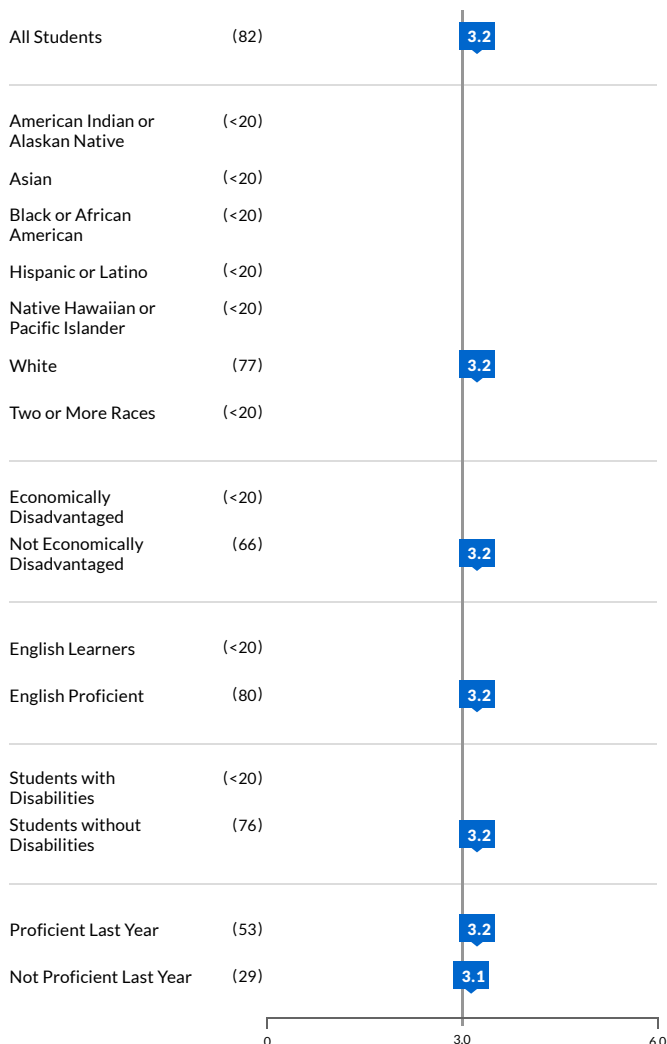 All Students (82) 3.2
American Indian or (<20)
Alaskan Native
Asian (<20)
Black or African (<20)
American
Hispanic or Latino (<20)
Native Hawaiian or (<20)
Pacific Islander
White (77) 3.2
Two or More Races (<20)
Economically (<20)
Disadvantaged
Not Economically (66) 3.2
Disadvantaged
English Learners (<20)
English Proficient (80) 3.2
Students with (<20)
Disabilities
Students without (76) 3.2
Disabilities
Proficient Last Year (53) 3.2
Not Proficient Last Year (29) 3.1
0 3.0 6.0